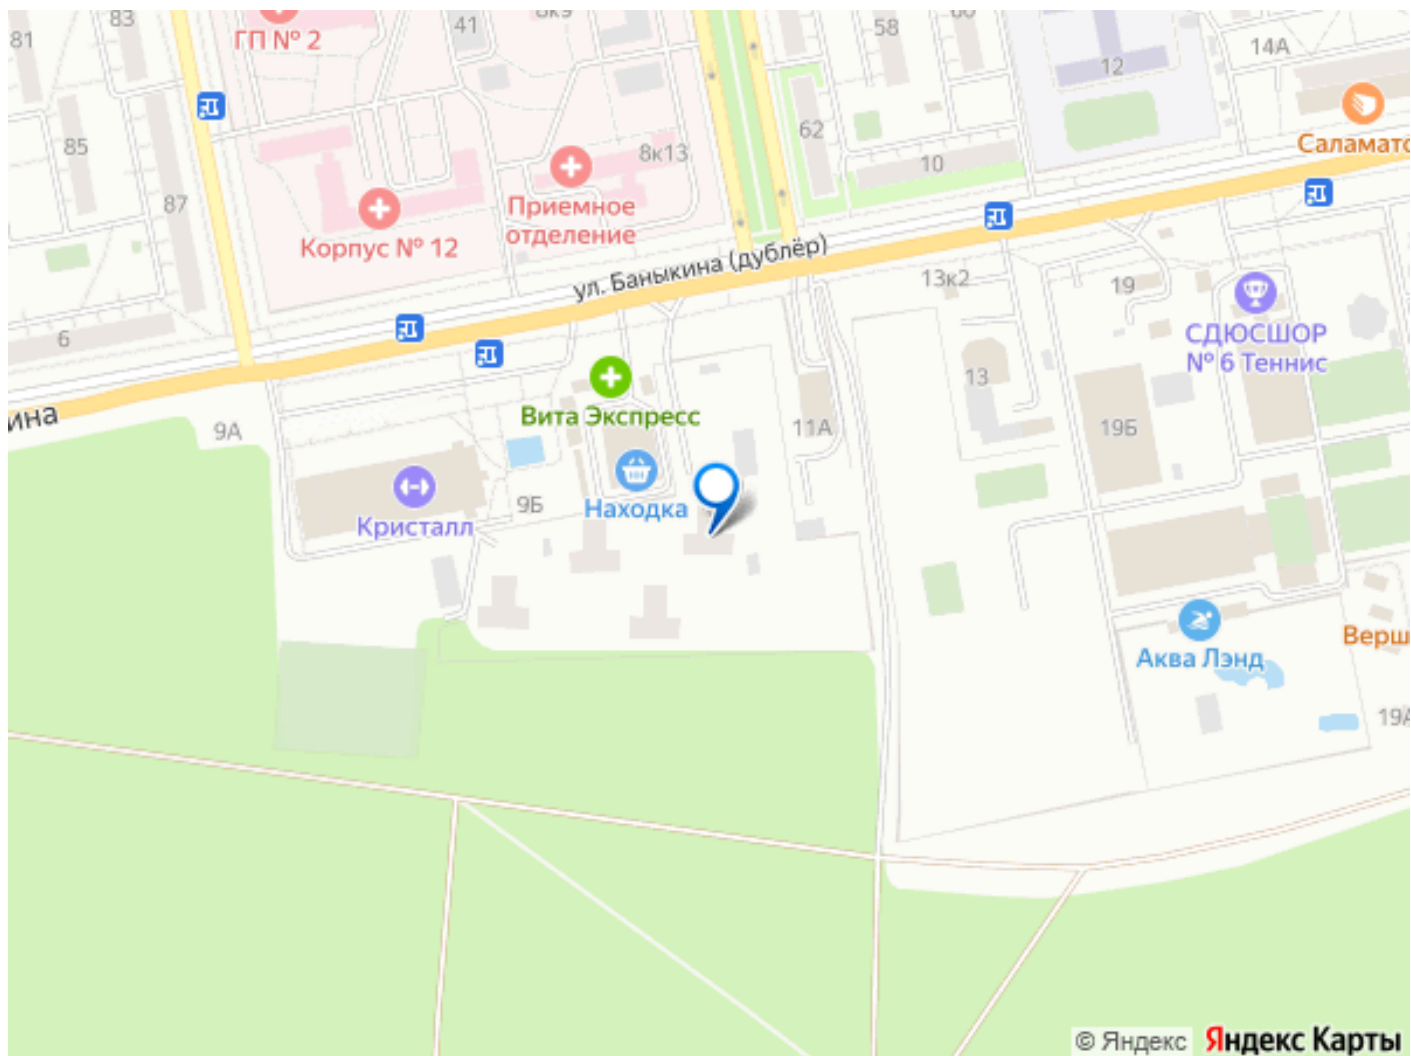 81
83
ГП № 2
41
8к9
58
60
14А
12
85
62
8к13
10
Саламато
87
Приемное
отделение
Корпус № 12
ул. Баныкина (дублёр)
13к2
19
6
СДЮСШОР
№ 6 Теннис
13
ина
Вита Экспресс
9А
11А
19Б
9Б
Находка
Кристалл
Верш
Аква Лэнд
19А
© Яндекс Яндекс Карты